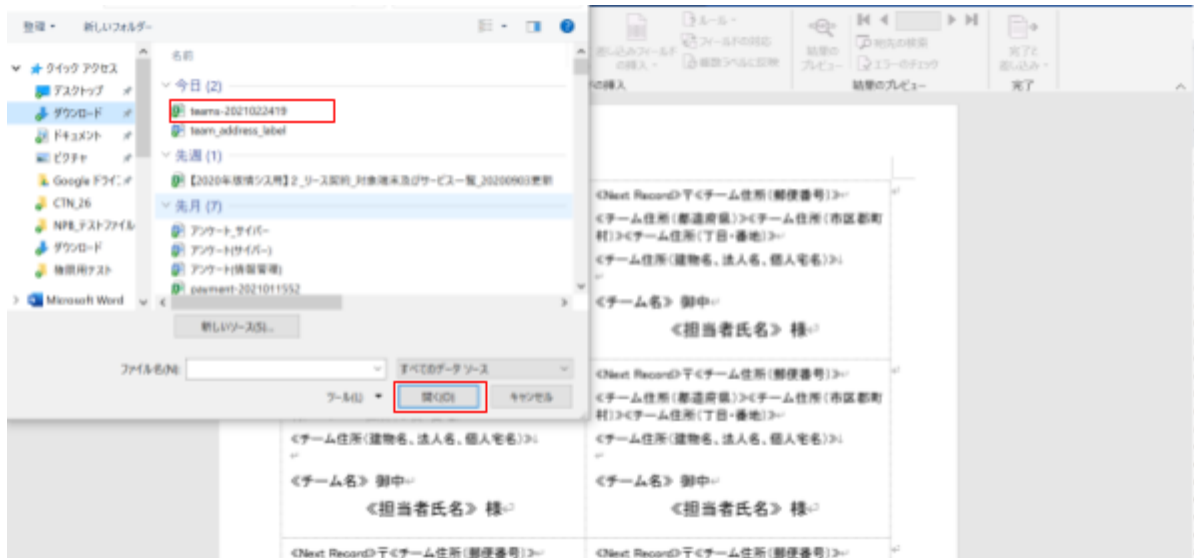 整理 新しいフォルダー
名前
クイック アクセス
デスクトップ
ダウンロード
ドキュメント
ピクチャ
Google ドライ
CTN_26
NPB_テストファイル
ダウンロード
権限用テスト
Microsoft Word
今日 (2)
teams-2021022419
team_address_label
先週 (1)
【2020年版情シス用】2_リース契約_対象端末及びサービス一覧_20200903更新
先月 (7)
アンケート_サイバー
アンケート(サイバー)
アンケート(情報管理)
payment-2021011552
新しいソース(S)...
ファイル名(N):
すべてのデータ ソース
ツール(L)
開く(O)
キャンセル
差し込みフィールドの挿入
ルール
フィールドの対応
複数ラベルに反映
結果のプレビュー
宛先の検索
エラーのチェック
完了と差し込み
の挿入
結果のプレビュー
完了
《Next Record》〒《チーム住所(郵便番号)》
《チーム住所(都道府県)》《チーム住所(市区郡町
村)》《チーム住所(丁目・番地)》
《チーム住所(建物名、法人名、個人宅名)》
《チーム名》 御中
《担当者氏名》 様
《Next Record》〒《チーム住所(郵便番号)》
《チーム住所(都道府県)》《チーム住所(市区郡町
村)》《チーム住所(丁目・番地)》
《チーム住所(建物名、法人名、個人宅名)》
《チーム住所(建物名、法人名、個人宅名)》
《チーム名》 御中
《チーム名》 御中
《担当者氏名》 様
《担当者氏名》 様
《Next Record》〒《チーム住所(郵便番号)》
《Next Record》〒《チーム住所(郵便番号)》